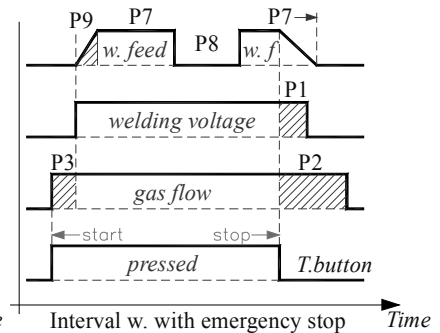 P9 P7 P8 P7
w. feed w. f
P1
welding voltage
P3 P2
gas flow
start stop
pressed T.button
e Interval w. with emergency stop Time